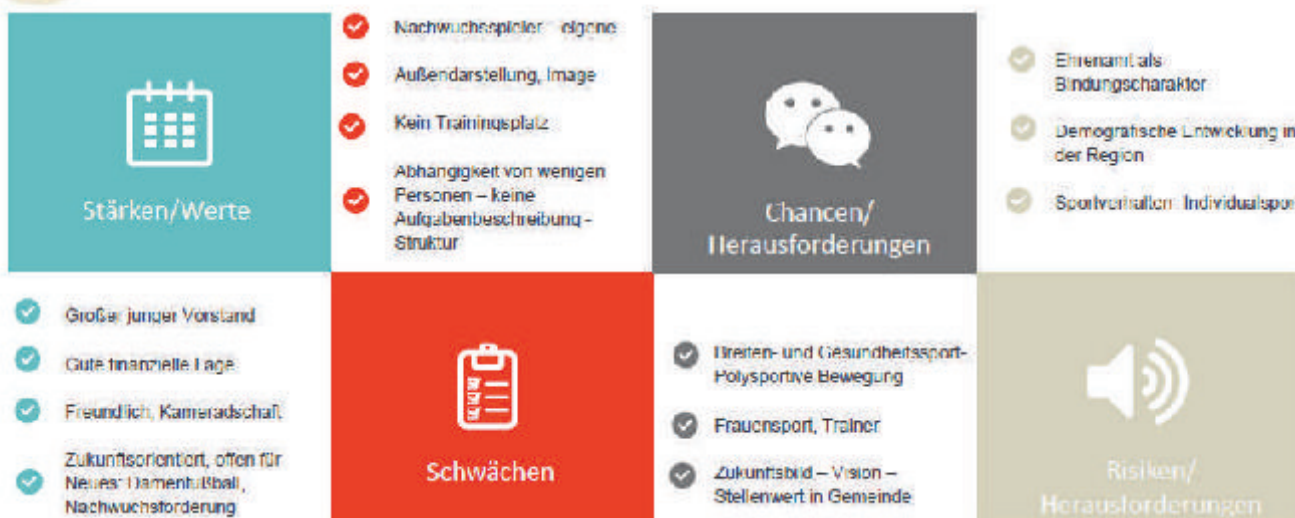 Stärken/Werte
Großer junger Vorstand
Gute finanzielle Lage
Freundlich, Kameradschaft
Zukunftsorientiert, offen für
Neues: Damenfußball,
Nachwuchsförderung
Nachwuchsspieler – eigene
Außendarstellung, Image
Kein Trainingsplatz
Abhängigkeit von wenigen
Personen – keine
Aufgabenbeschreibung -
Struktur
Schwächen
Chancen/
Herausforderungen
Breiten- und Gesundheitssport-
Polysportive Bewegung
Frauensport, Trainer
Zukunftsbild – Vision –
Stellenwert in Gemeinde
Ehrenamt als
Bindungscharakter
Demografische Entwicklung in
der Region
Sportverhalten- Individualspor
Risiken/
Herausforderungen